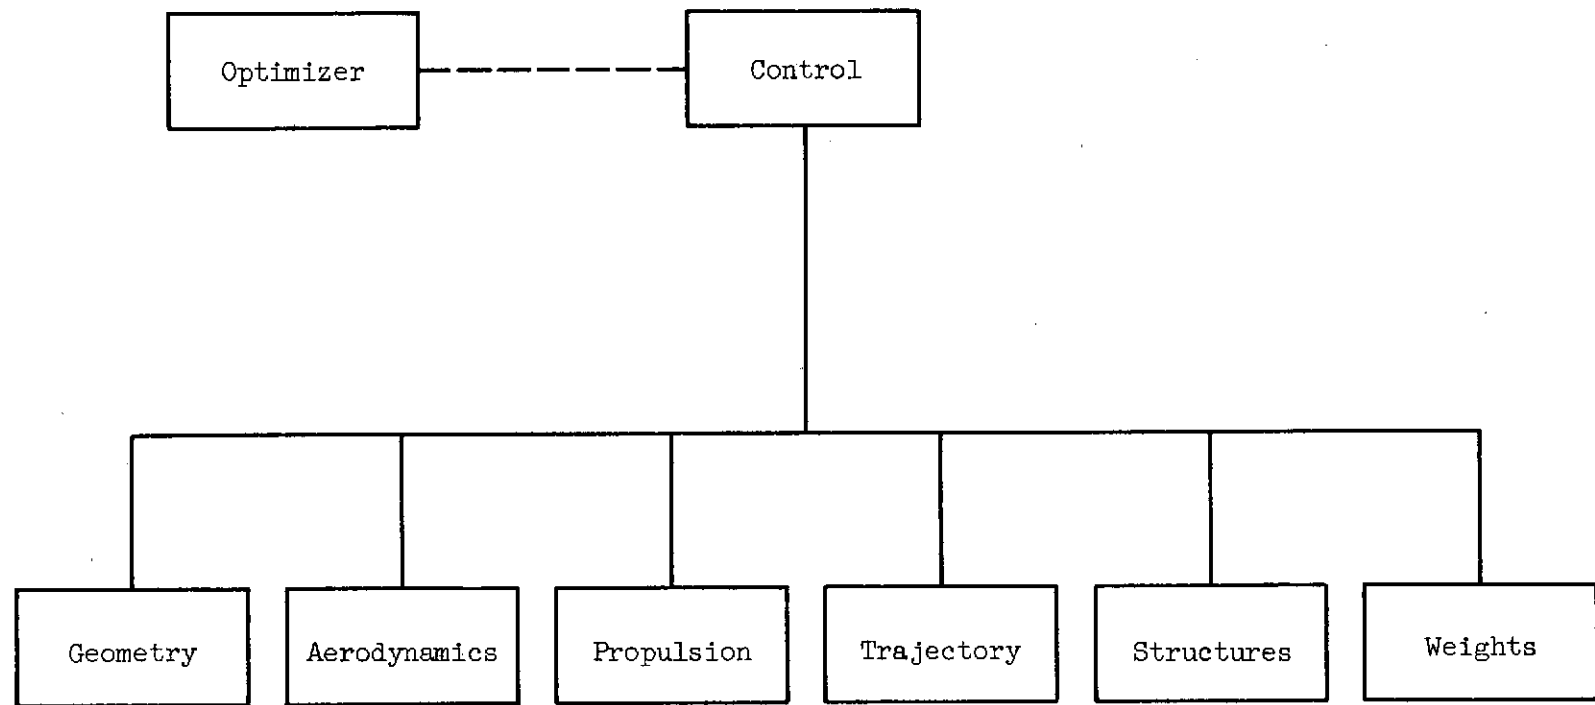 Optimizer
Control
Geometry
Aerodynamics
Propulsion
Trajectory
Structures
Weights